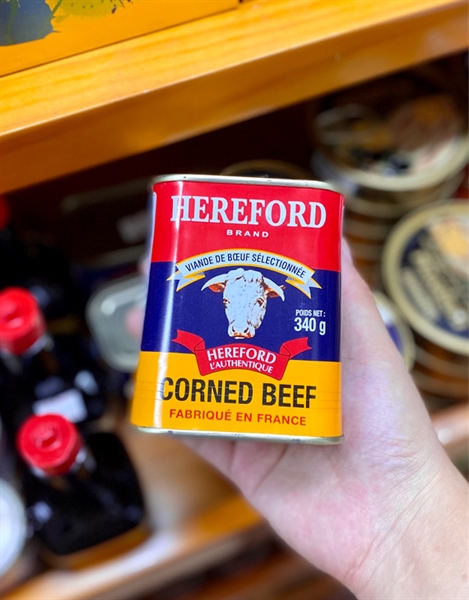 HEREFORD
BRAND
VIANDE DE BŒUF SÉLECTIONNÉE
POIDS NET :
340 g
HEREFORD
L'AUTHENTIQUE
CORNED BEEF
FABRIQUÉ EN FRANCE